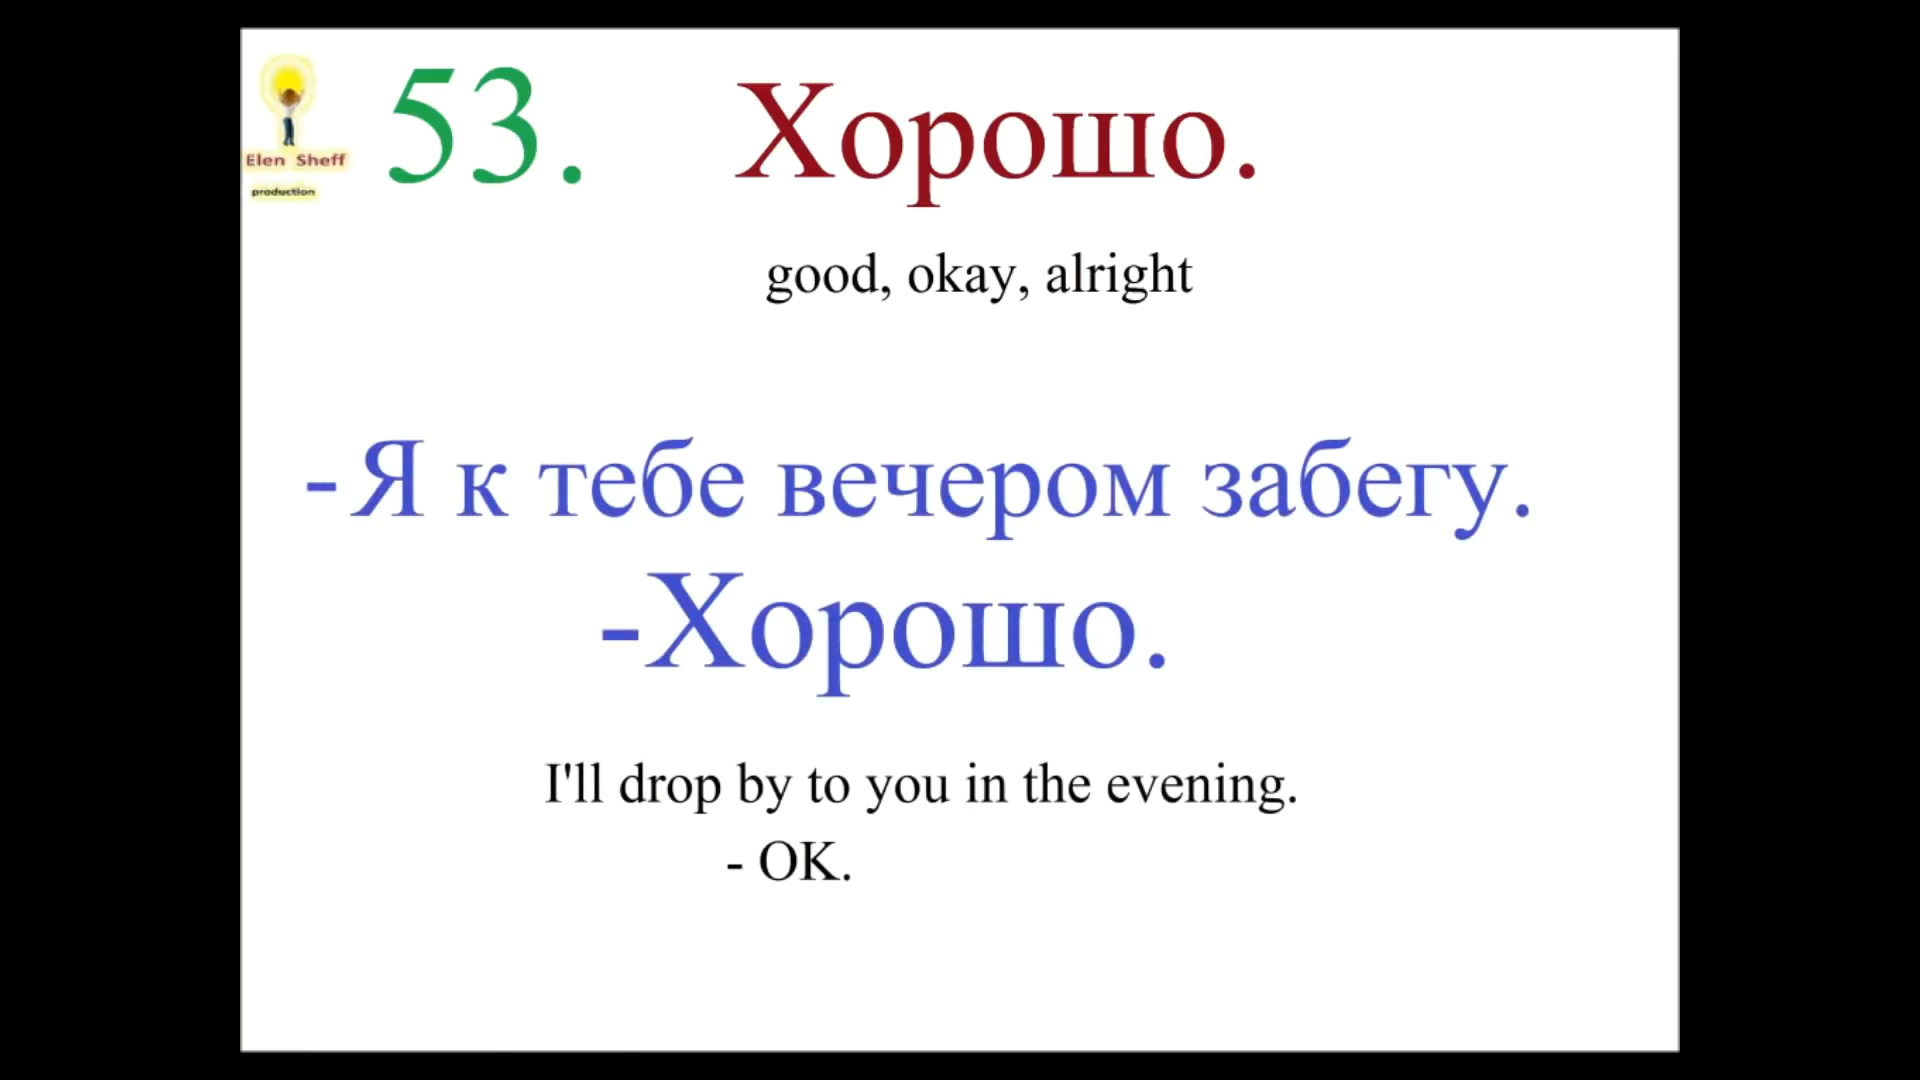 Elen Sheff
production
53. Хорошо.
good, okay, alright
-Я к тебе вечером забегу.
-Хорошо.
I'll drop by to you in the evening.
- OK.